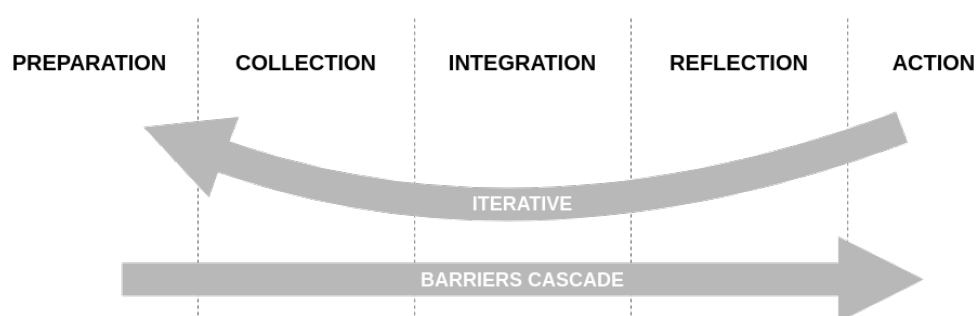 PREPARATION COLLECTION INTEGRATION REFLECTION ACTION
ITERATIVE
BARRIERS CASCADE